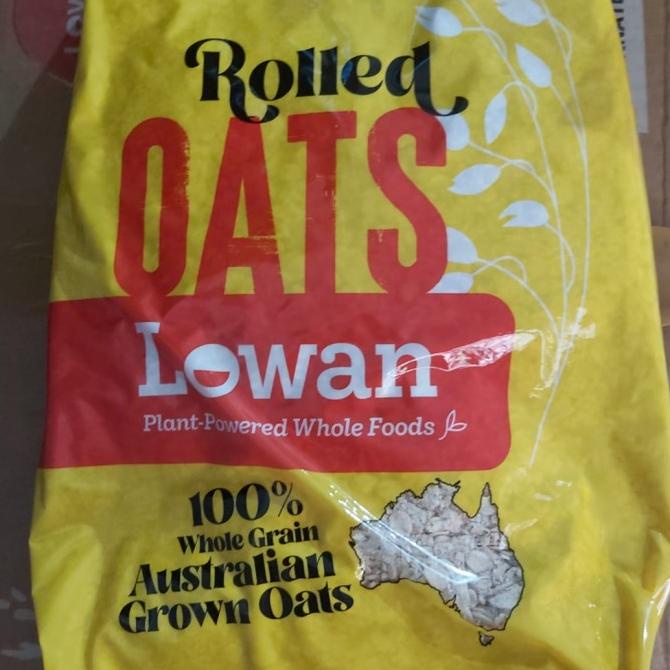 Rolled
OATS
Lowan
Plant-Powered Whole Foods
100%
Whole Grain
Australian
Grown Oats